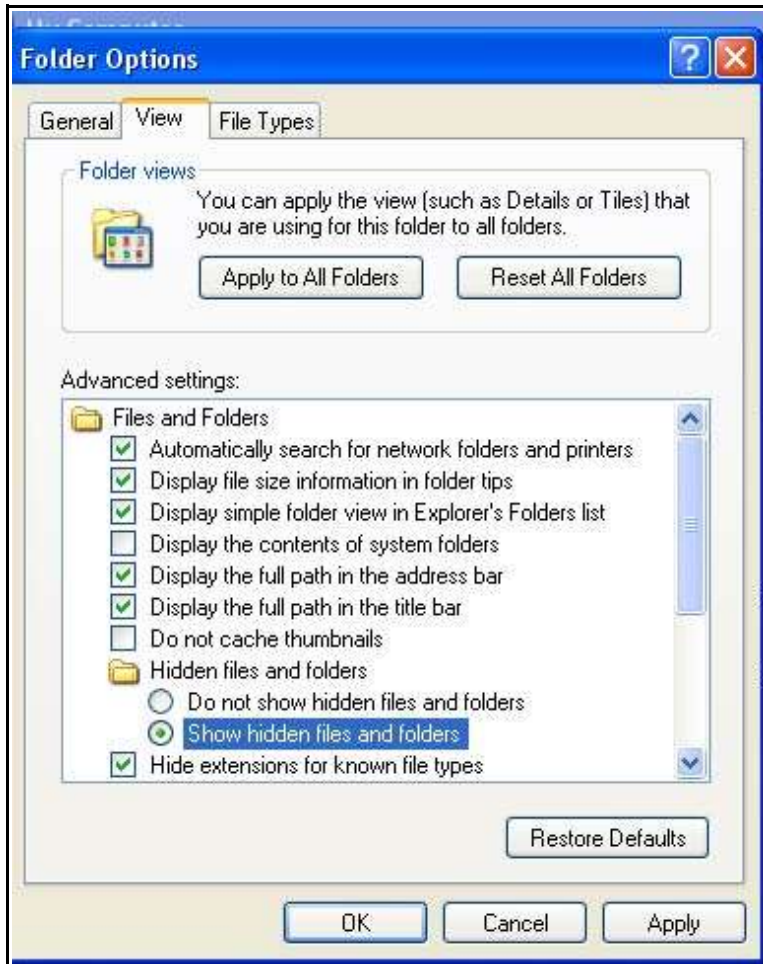 My Computer
Folder Options
General View File Types
Folder views
You can apply the view (such as Details or Tiles) that
you are using for this folder to all folders.
Apply to All Folders Reset All Folders
Advanced settings:
Files and Folders
Automatically search for network folders and printers
Display file size information in folder tips
Display simple folder view in Explorer's Folders list
Display the contents of system folders
Display the full path in the address bar
Display the full path in the title bar
Do not cache thumbnails
Hidden files and folders
Do not show hidden files and folders
Show hidden files and folders
Hide extensions for known file types
Restore Defaults
OK Cancel Apply